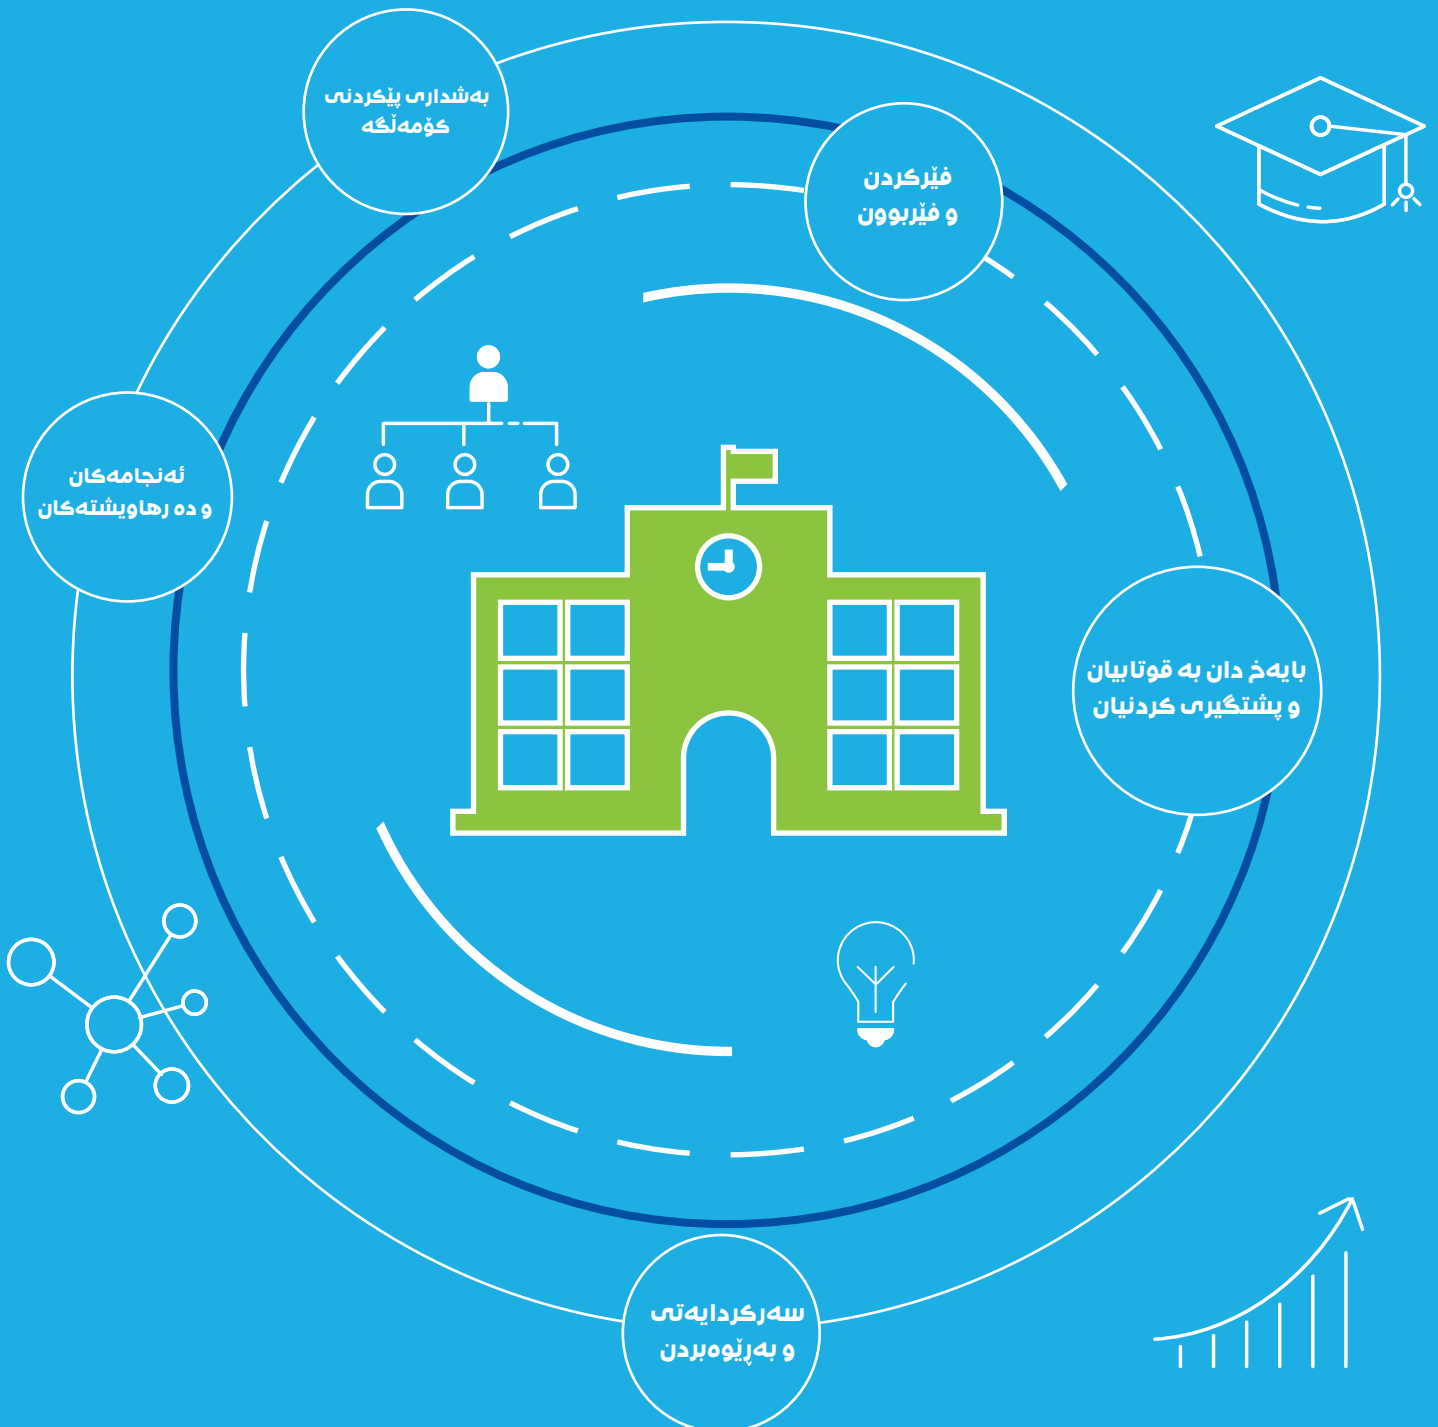 بەشداری پێکردنی
کۆمەڵگە
فێرکردن
و فێربوون
ئەنجامەکان
و دە رهاویشتەکان
بایەخ دان بە قوتابیان
و پشتگیری کردنیان
سەرکردایەتی
و بەڕێوەبردن